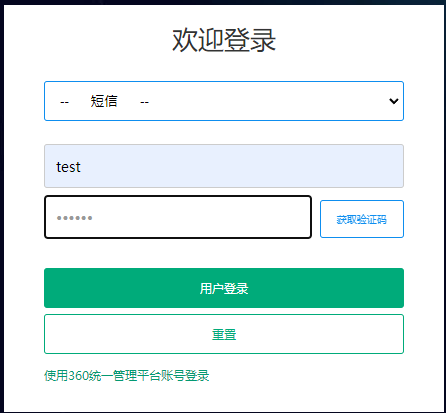 欢迎登录
-- 短信 --
test
••••••
获取验证码
用户登录
重置
使用360统一管理平台账号登录